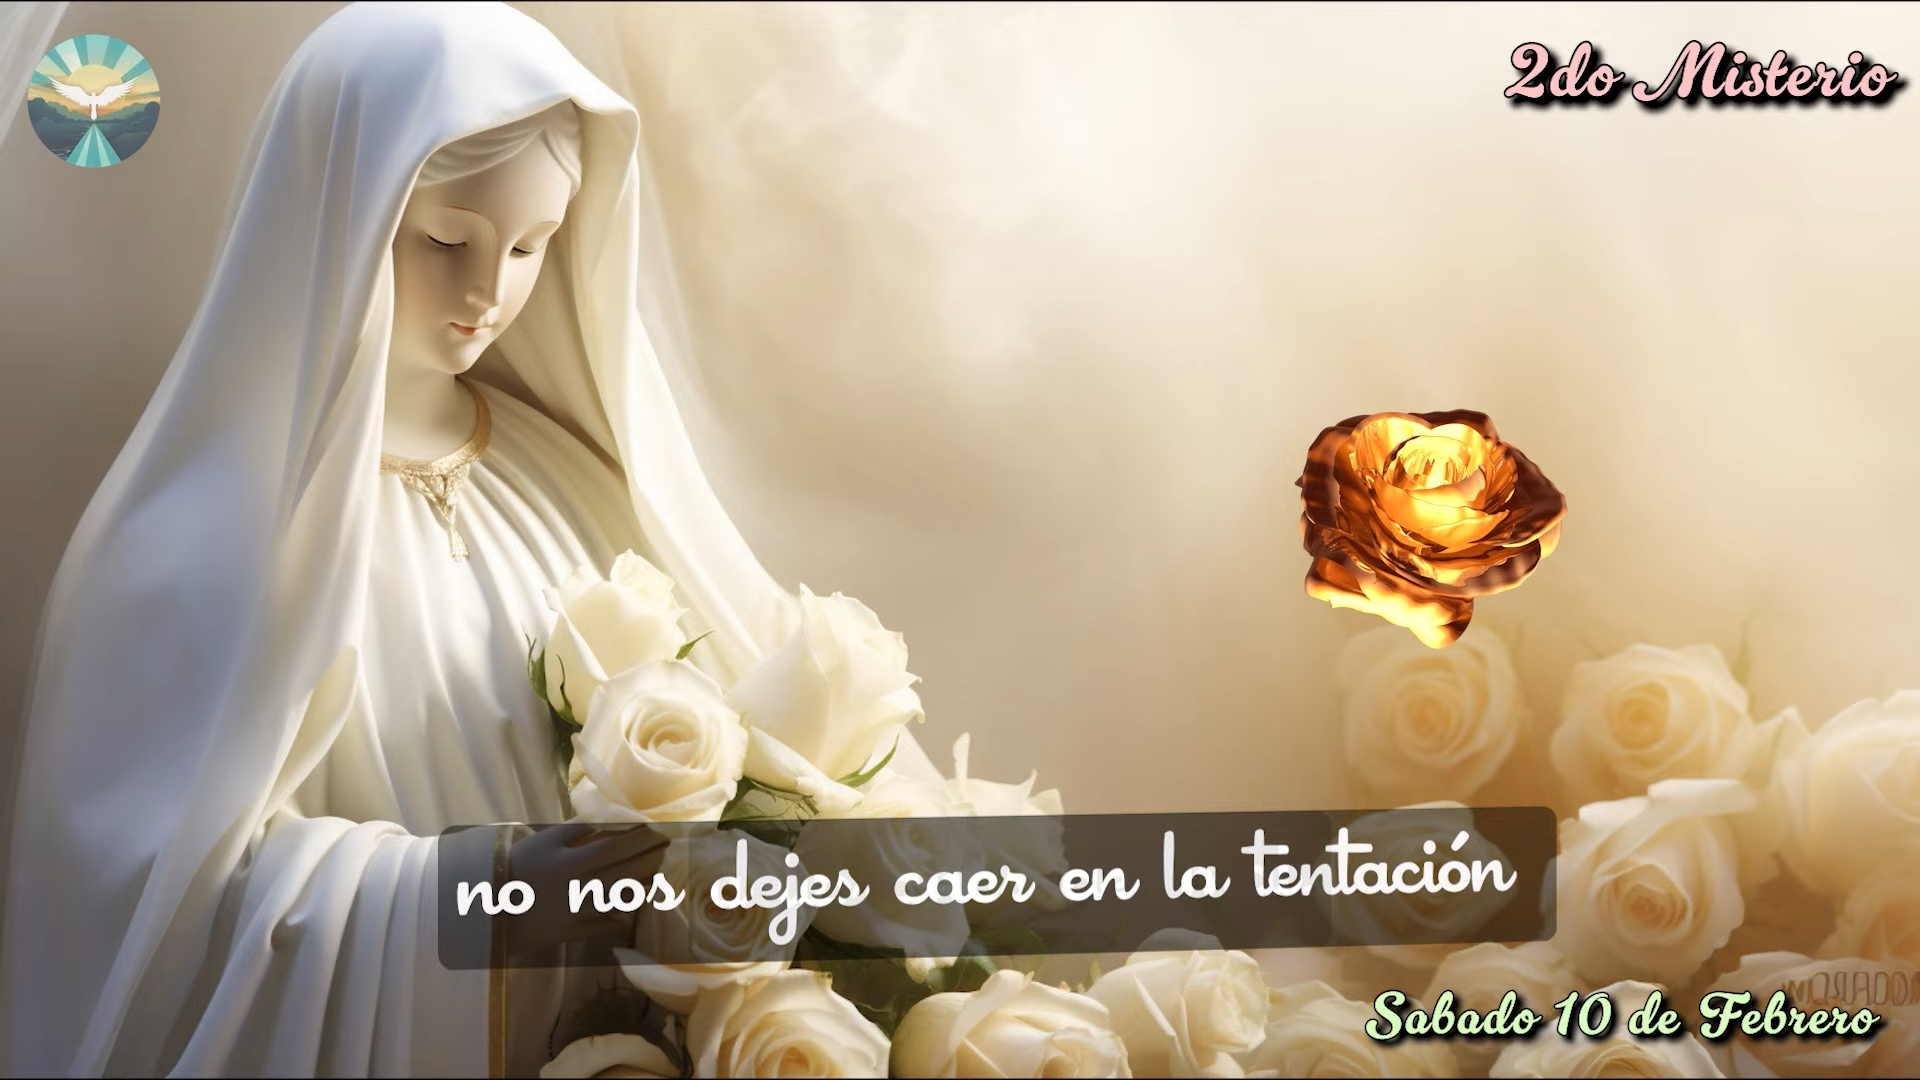 2do Misterio
no nos dejes caer en la tentación
Sabado 10 de Febrero